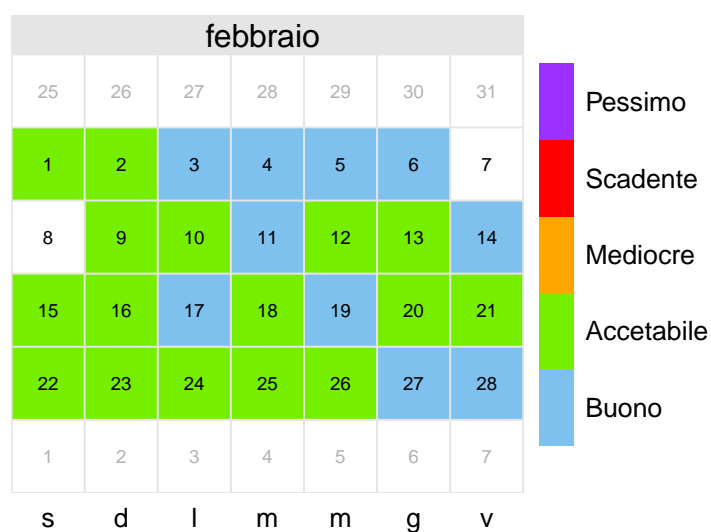 febbraio
25 26 27 28 29 30 31
1 2 3 4 5 6 7
8 9 10 11 12 13 14
15 16 17 18 19 20 21
22 23 24 25 26 27 28
1 2 3 4 5 6 7
s d l m m g v
Pessimo
Scadente
Mediocre
Accetabile
Buono